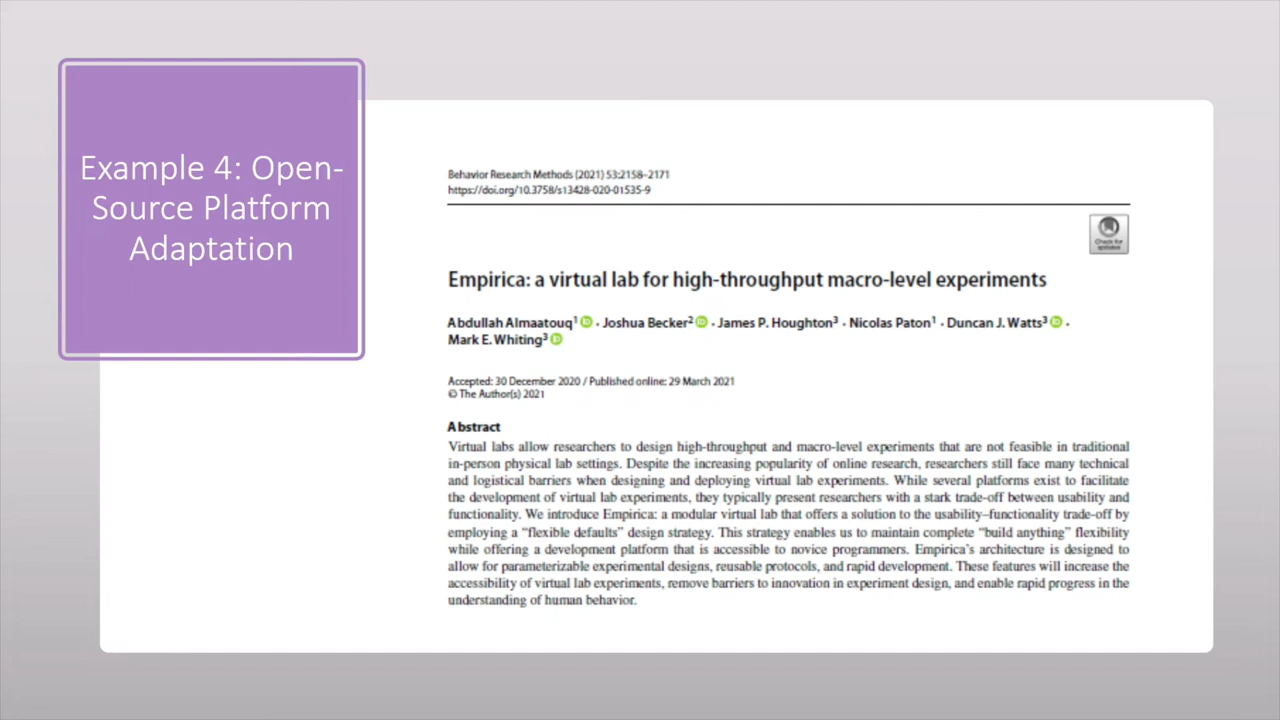 Example 4: Open-
Source Platform
Adaptation
Behavior Research Methods (2021) 53:2158–2171
https://doi.org/10.3758/s13428-020-01535-9
Check for
updates
Empirica: a virtual lab for high-throughput macro-level experiments
Abdullah Almaatouq1 · Joshua Becker2 · James P. Houghton3 · Nicolas Paton1 · Duncan J. Watts3 ·
Mark E. Whiting3
Accepted: 30 December 2020 / Published online: 29 March 2021
© The Author(s) 2021
Abstract
Virtual labs allow researchers to design high-throughput and macro-level experiments that are not feasible in traditional
in-person physical lab settings. Despite the increasing popularity of online research, researchers still face many technical
and logistical barriers when designing and deploying virtual lab experiments. While several platforms exist to facilitate
the development of virtual lab experiments, they typically present researchers with a stark trade-off between usability and
functionality. We introduce Empirica: a modular virtual lab that offers a solution to the usability–functionality trade-off by
employing a “flexible defaults” design strategy. This strategy enables us to maintain complete “build anything” flexibility
while offering a development platform that is accessible to novice programmers. Empirica’s architecture is designed to
allow for parameterizable experimental designs, reusable protocols, and rapid development. These features will increase the
accessibility of virtual lab experiments, remove barriers to innovation in experiment design, and enable rapid progress in the
understanding of human behavior.